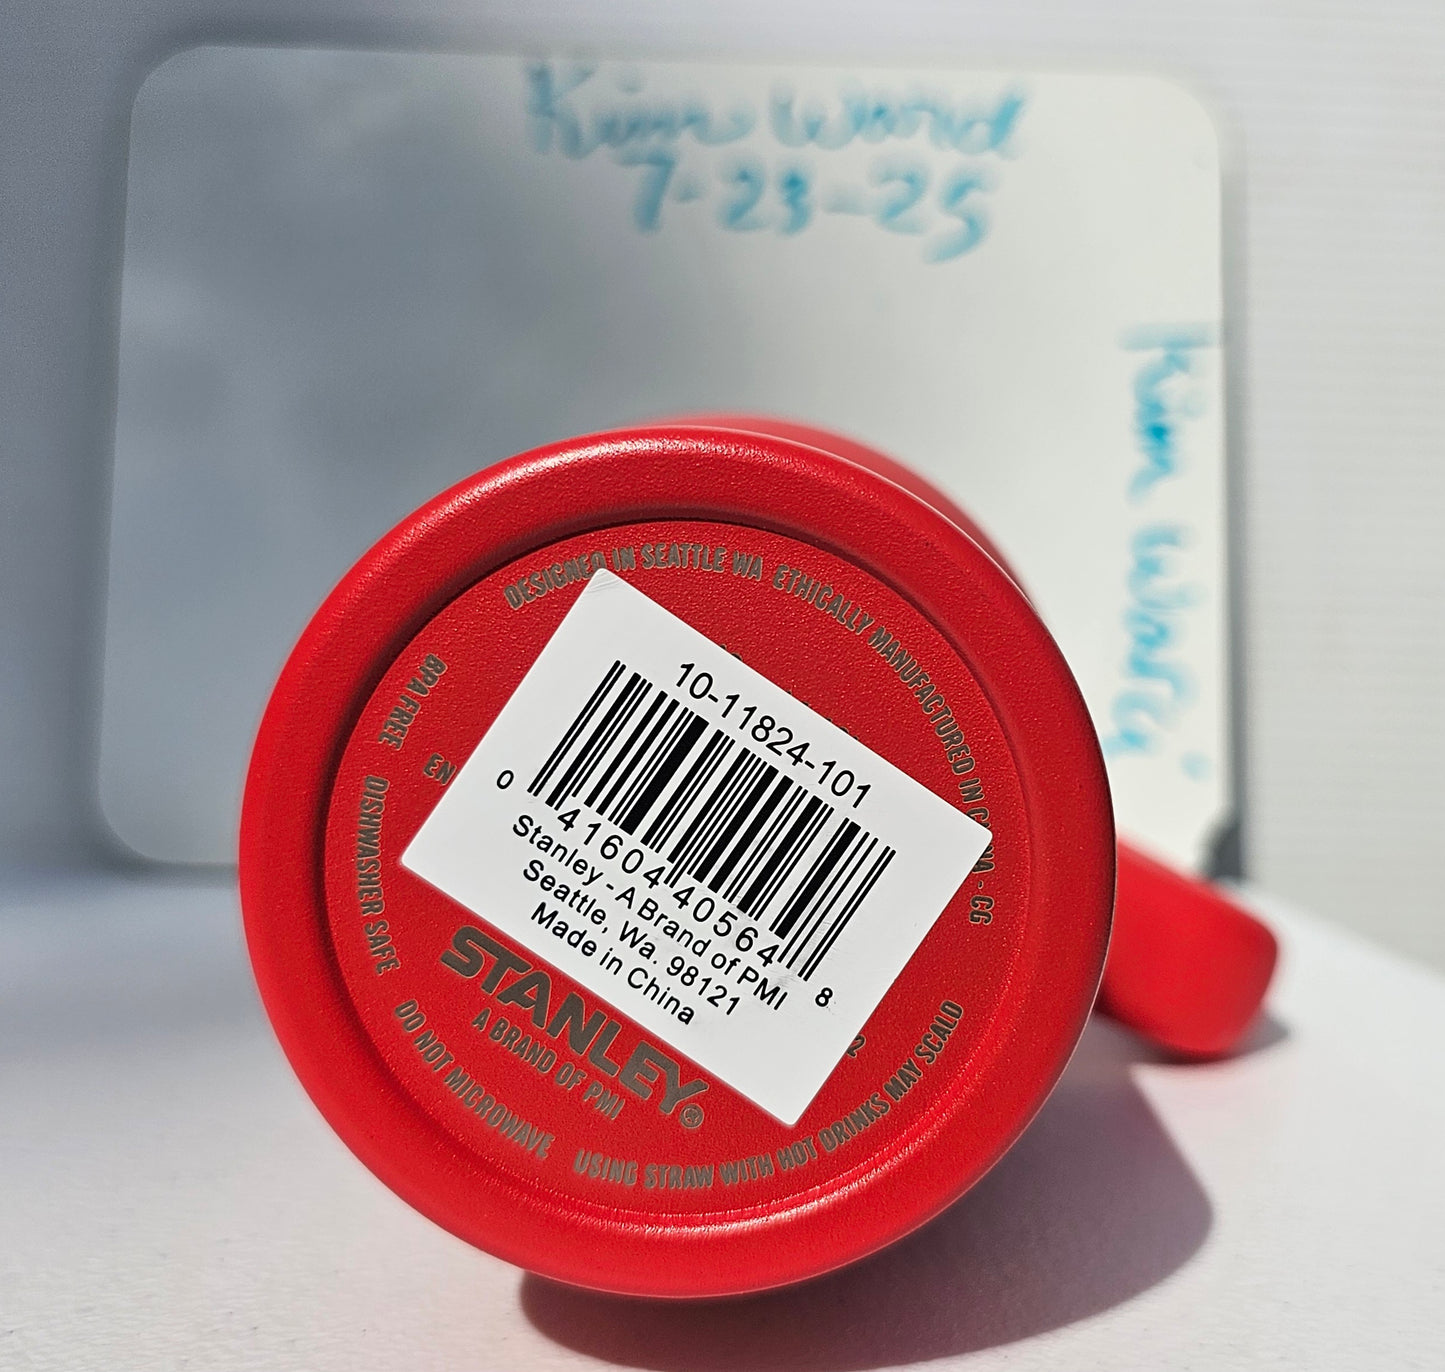 Kim Ward
7-23-25
Kim Ward
DESIGNED IN SEATTLE WA ETHICALLY MANUFACTURED IN CHINA - CG
BPA FREE
EN
DISHWASHER SAFE
DO NOT MICROWAVE
USING STRAW WITH HOT DRINKS MAY SCALD
10-11824-101
0 41604 40564 8
Stanley - A Brand of PMI
Seattle, Wa. 98121
Made in China
STANLEY®
A BRAND OF PMI
2